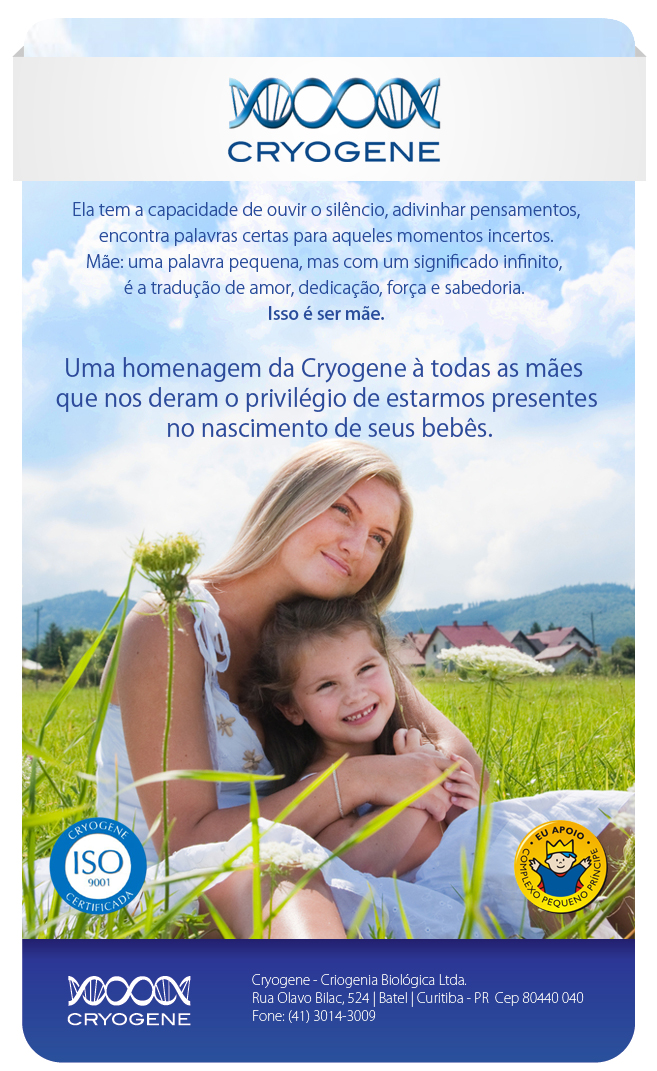 CRYOGENE
Ela tem a capacidade de ouvir o silêncio, adivinhar pensamentos,
encontra palavras certas para aqueles momentos incertos.
Mãe: uma palavra pequena, mas com um significado infinito,
é a tradução de amor, dedicação, força e sabedoria.
Isso é ser mãe.
Uma homenagem da Cryogene à todas as mães
que nos deram o privilégio de estarmos presentes
no nascimento de seus bebês.
CRYOGENE
ISO
9001
CERTIFICADA
• EU APOIO •
COMPLEXO PEQUENO PRÍNCIPE
CRYOGENE
Cryogene - Criogenia Biológica Ltda.
Rua Olavo Bilac, 524 | Batel | Curitiba - PR Cep 80440 040
Fone: (41) 3014-3009